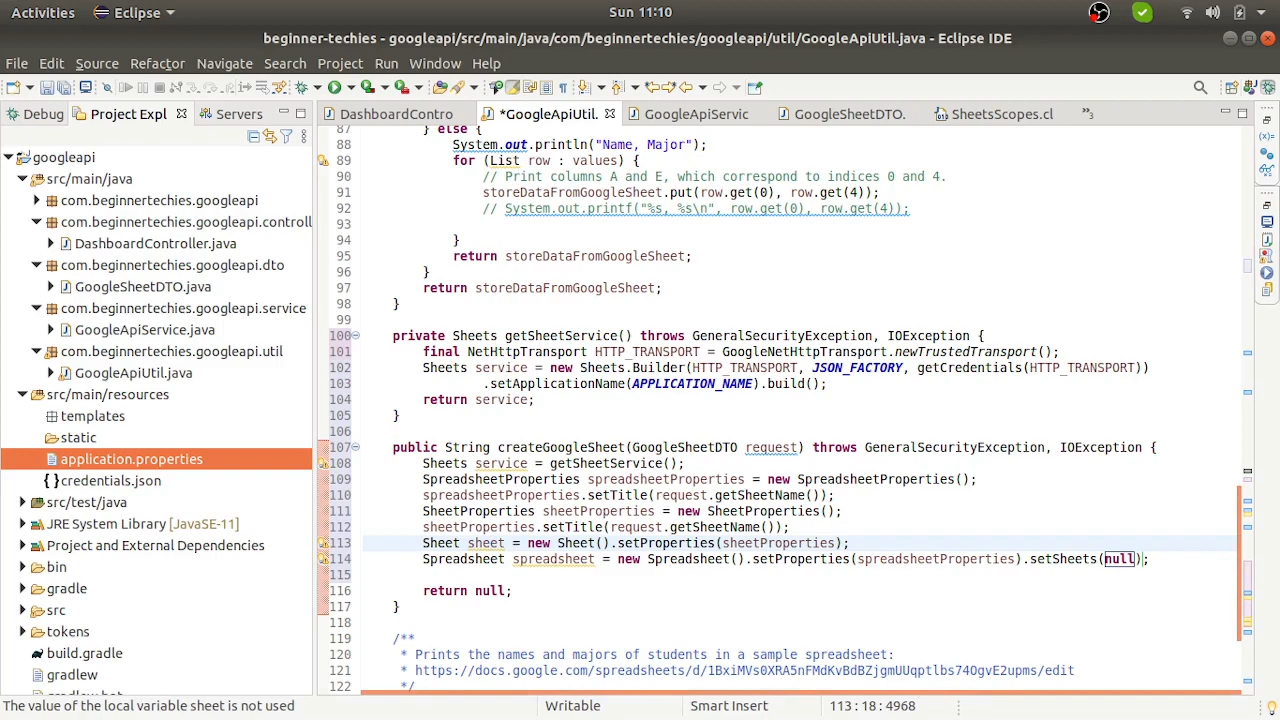 Activities
Eclipse
Sun 11:10
beginner-techies - googleapi/src/main/java/com/beginnertechies/googleapi/util/GoogleApiUtil.java - Eclipse IDE
File Edit Source Refactor Navigate Search Project Run Window Help
Debug
Project Expl
Servers
DashboardContro
*GoogleApiUtil.
GoogleApiServic
GoogleSheetDTO.
SheetsScopes.cl
googleapi
src/main/java
com.beginnertechies.googleapi
com.beginnertechies.googleapi.controll
DashboardController.java
com.beginnertechies.googleapi.dto
GoogleSheetDTO.java
com.beginnertechies.googleapi.service
GoogleApiService.java
com.beginnertechies.googleapi.util
GoogleApiUtil.java
src/main/resources
templates
static
application.properties
credentials.json
src/test/java
JRE System Library [JavaSE-11]
Project and External Dependencies
bin
gradle
src
tokens
build.gradle
gradlew
gradlew.bat
87 } else {
88 System.out.println("Name, Major");
89 for (List row : values) {
90 // Print columns A and E, which correspond to indices 0 and 4.
91 storeDataFromGoogleSheet.put(row.get(0), row.get(4));
92 // System.out.printf("%s, %s\n", row.get(0), row.get(4));
93
94 }
95 return storeDataFromGoogleSheet;
96 }
97 return storeDataFromGoogleSheet;
98 }
99
100 private Sheets getSheetService() throws GeneralSecurityException, IOException {
101 final NetHttpTransport HTTP_TRANSPORT = GoogleNetHttpTransport.newTrustedTransport();
102 Sheets service = new Sheets.Builder(HTTP_TRANSPORT, JSON_FACTORY, getCredentials(HTTP_TRANSPORT))
103 .setApplicationName(APPLICATION_NAME).build();
104 return service;
105 }
106
107 public String createGoogleSheet(GoogleSheetDTO request) throws GeneralSecurityException, IOException {
108 Sheets service = getSheetService();
109 SpreadsheetProperties spreadsheetProperties = new SpreadsheetProperties();
110 spreadsheetProperties.setTitle(request.getSheetName());
111 SheetProperties sheetProperties = new SheetProperties();
112 sheetProperties.setTitle(request.getSheetName());
113 Sheet sheet = new Sheet().setProperties(sheetProperties);
114 Spreadsheet spreadsheet = new Spreadsheet().setProperties(spreadsheetProperties).setSheets(null);
115
116 return null;
117 }
118
119 /**
120 * Prints the names and majors of students in a sample spreadsheet:
121 * https://docs.google.com/spreadsheets/d/1BxiMVs0XRA5nFMdKvBdBZjgmUUqptlbs74OgvE2upms/edit
122 */
The value of the local variable sheet is not used
Writable
Smart Insert
113 : 18 : 4968